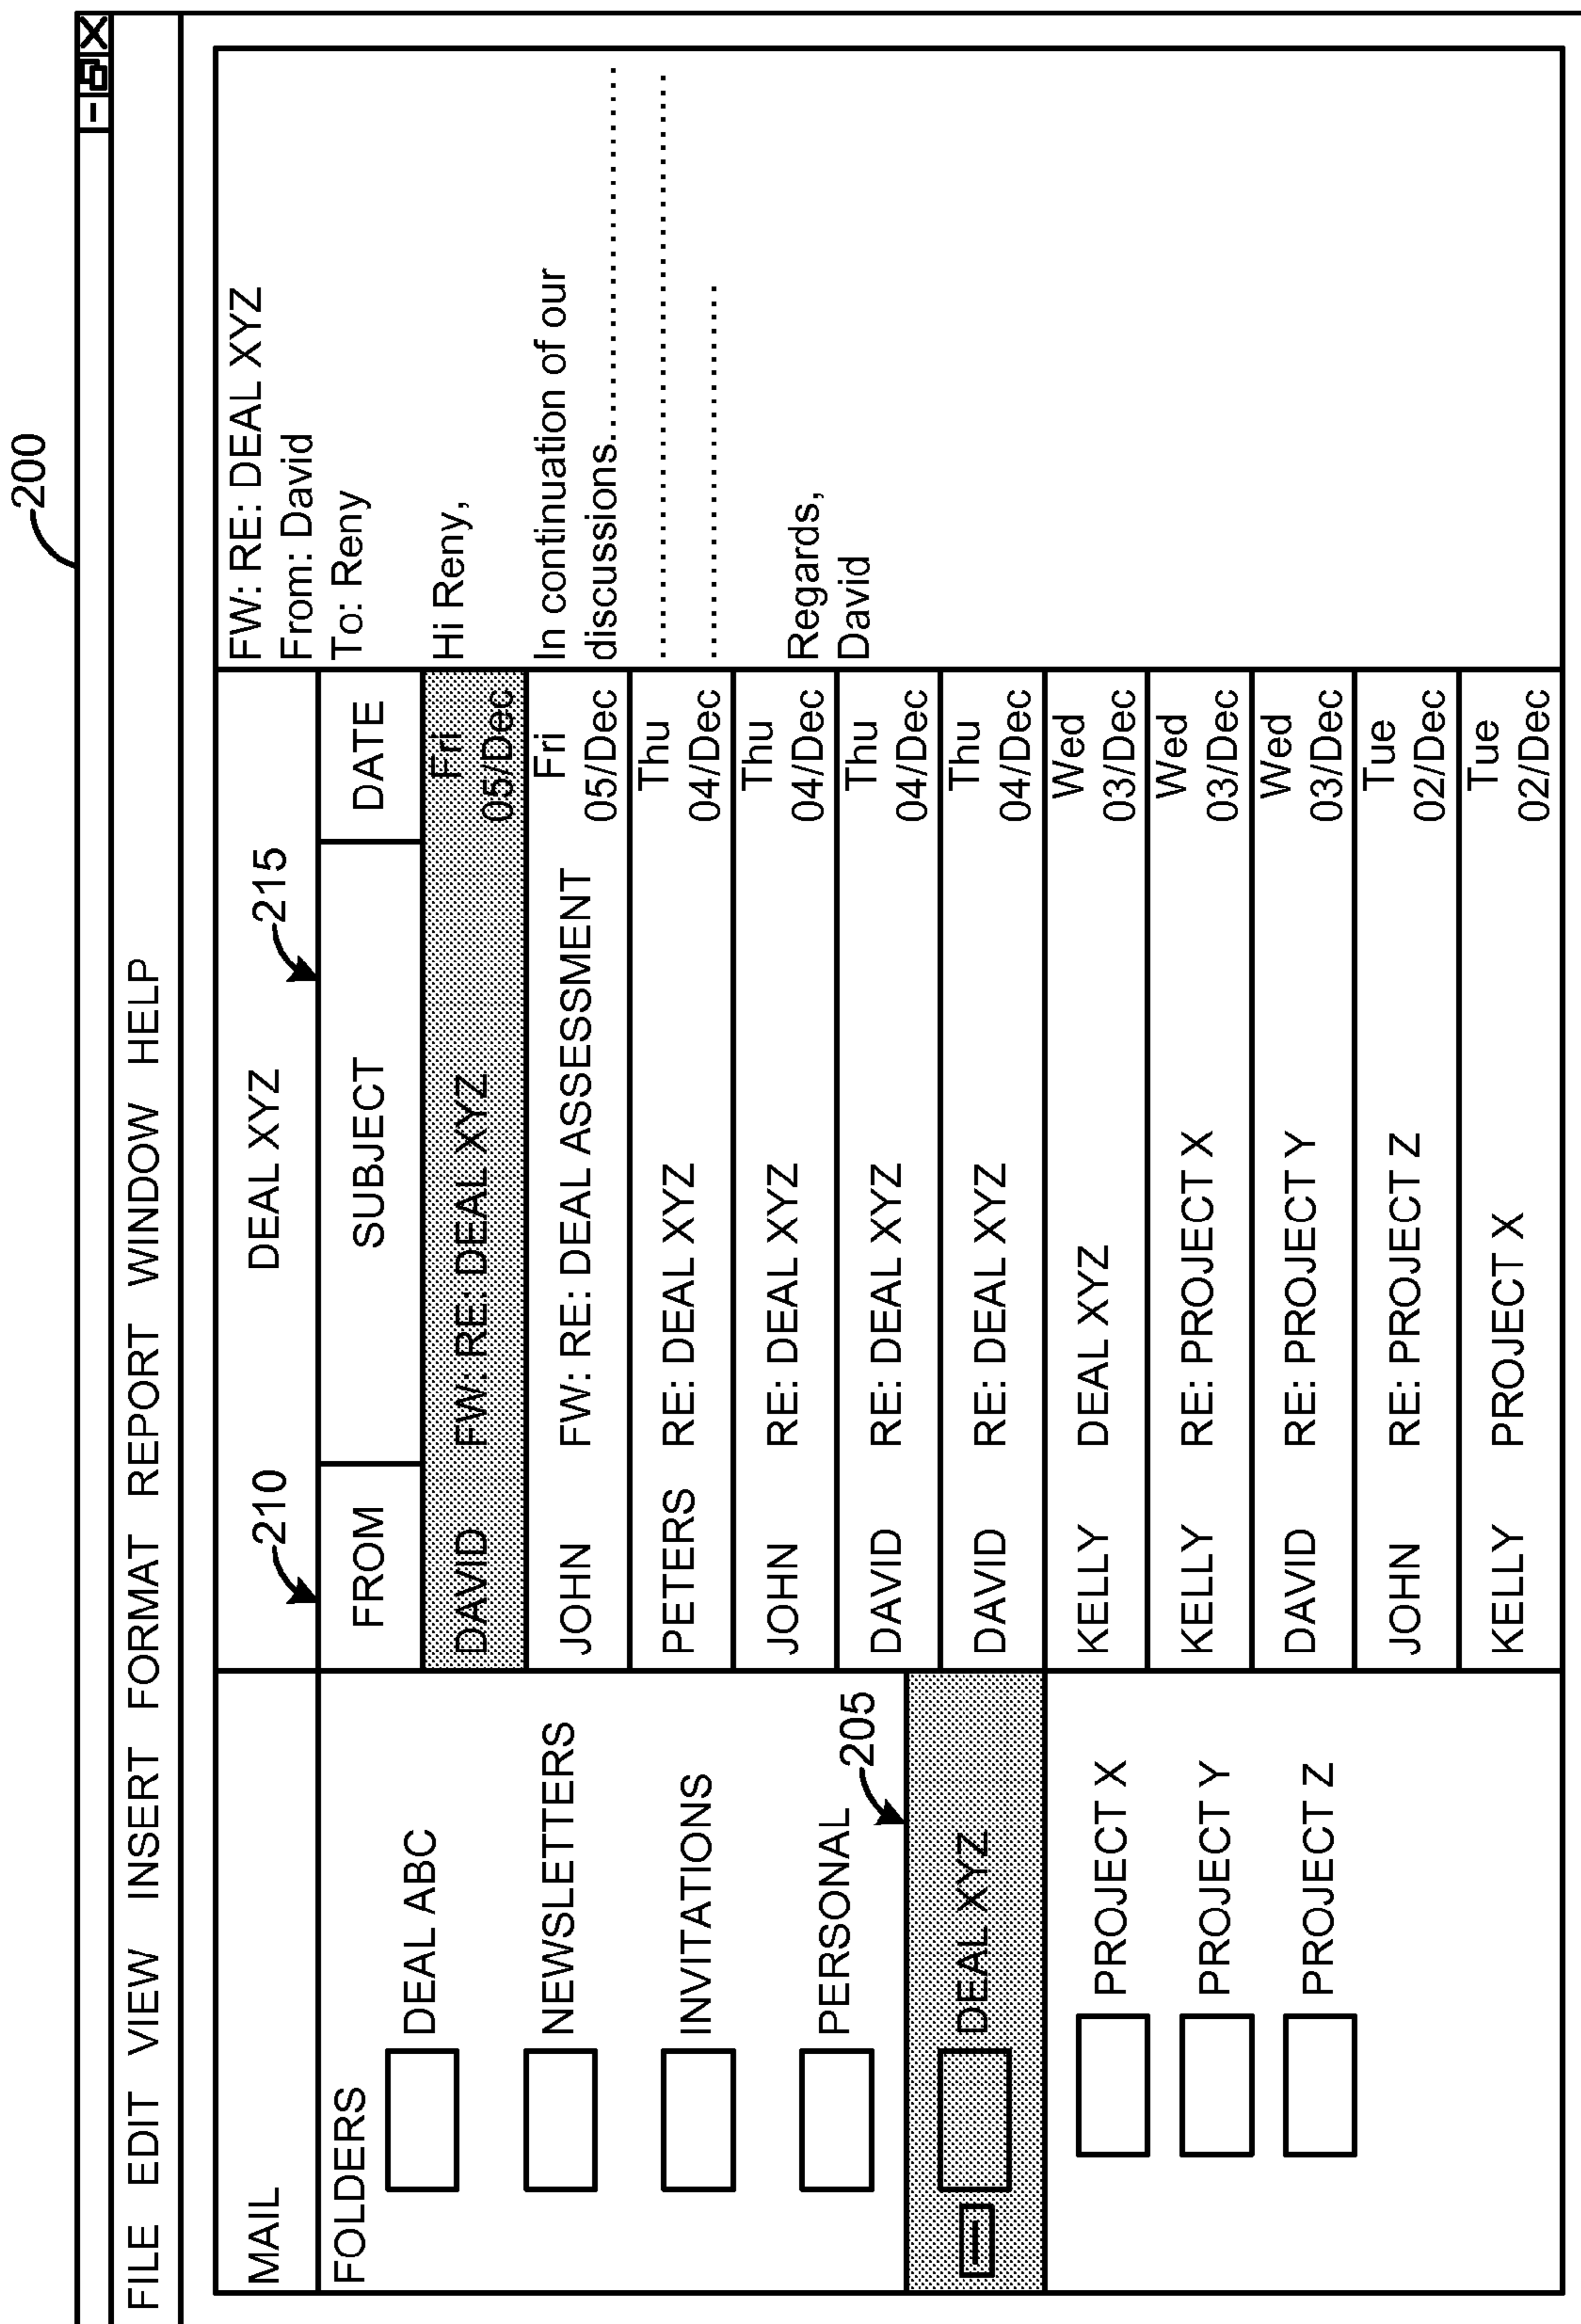 200
FILE EDIT VIEW INSERT FORMAT REPORT WINDOW HELP
MAIL
FOLDERS
DEAL ABC
NEWSLETTERS
INVITATIONS
PERSONAL
205
DEAL XYZ
PROJECT X
PROJECT Y
PROJECT Z
210
DEAL XYZ
215
FROM SUBJECT DATE
DAVID FW: RE: DEAL XYZ Fri
05/Dec
JOHN FW: RE: DEAL ASSESSMENT Fri
05/Dec
PETERS RE: DEAL XYZ Thu
04/Dec
JOHN RE: DEAL XYZ Thu
04/Dec
DAVID RE: DEAL XYZ Thu
04/Dec
DAVID RE: DEAL XYZ Thu
04/Dec
KELLY DEAL XYZ Wed
03/Dec
KELLY RE: PROJECT X Wed
03/Dec
DAVID RE: PROJECT Y Wed
03/Dec
JOHN RE: PROJECT Z Tue
02/Dec
KELLY PROJECT X Tue
02/Dec
FW: RE: DEAL XYZ
From: David
To: Reny
Hi Reny,
In continuation of our
discussions..............................
..............................................
.............................
Regards,
David